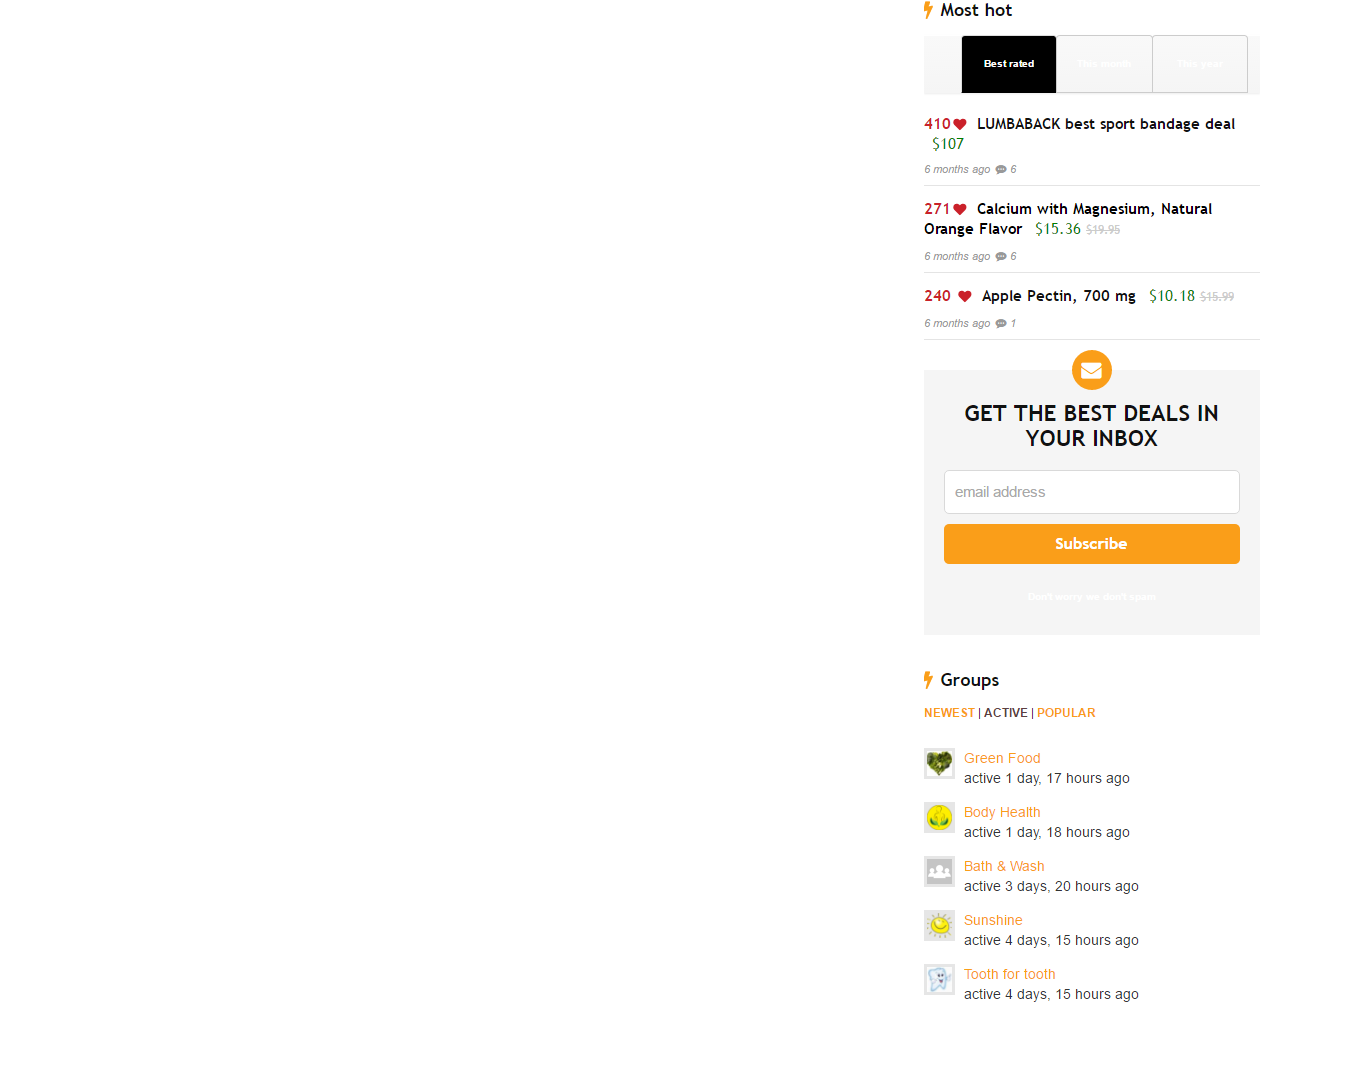 Most hot
Best rated This month This year
410 LUMBABACK best sport bandage deal
$107
6 months ago 6
271 Calcium with Magnesium, Natural
Orange Flavor $15.36 $19.95
6 months ago 6
240 Apple Pectin, 700 mg $10.18 $15.99
6 months ago 1
GET THE BEST DEALS IN
YOUR INBOX
email address
Subscribe
Don't worry we don't spam
Groups
NEWEST | ACTIVE | POPULAR
Green Food
active 1 day, 17 hours ago
Body Health
active 1 day, 18 hours ago
Bath & Wash
active 3 days, 20 hours ago
Sunshine
active 4 days, 15 hours ago
Tooth for tooth
active 4 days, 15 hours ago